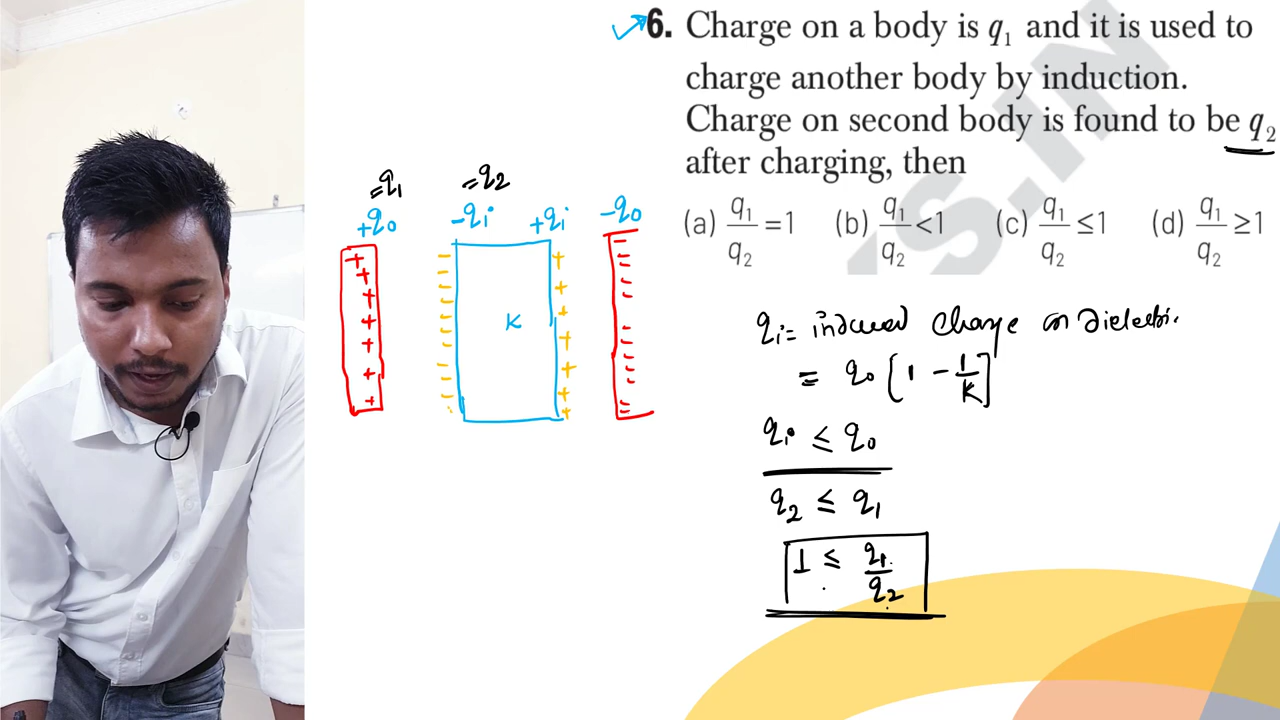 6. Charge on a body is q₁ and it is used to
charge another body by induction.
Charge on second body is found to be q₂
after charging, then
(a) q₁/q₂ = 1 (b) q₁/q₂ < 1 (c) q₁/q₂ ≤ 1 (d) q₁/q₂ ≥ 1
=q₁ =q₂
+q₀ -qi +qi -q₀
K
qi = induced charge on dielectric.
= q₀ [1 - 1/K]
qi ≤ q₀
q₂ ≤ q₁
1 ≤ q₁/q₂
S.IN